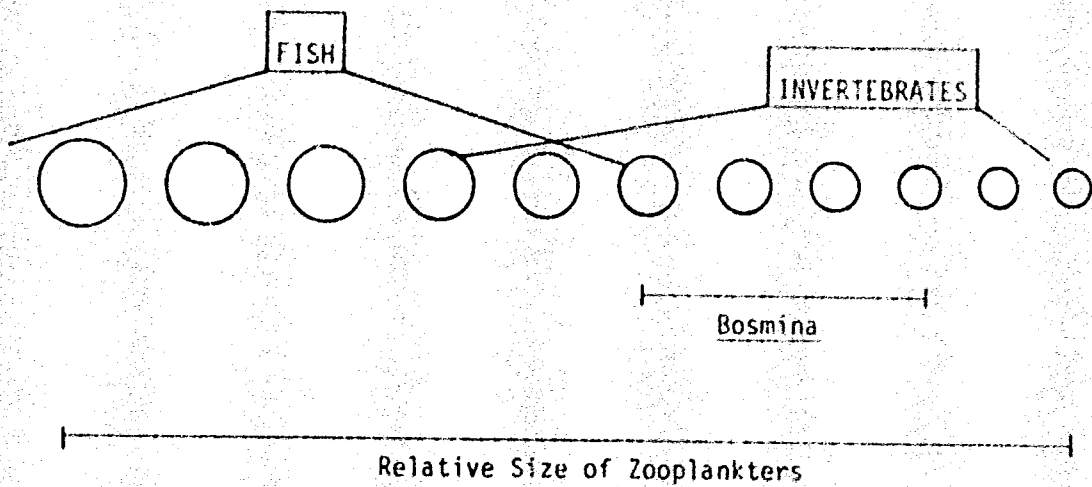 FISH
INVERTEBRATES
Bosmina
Relative Size of Zooplankters